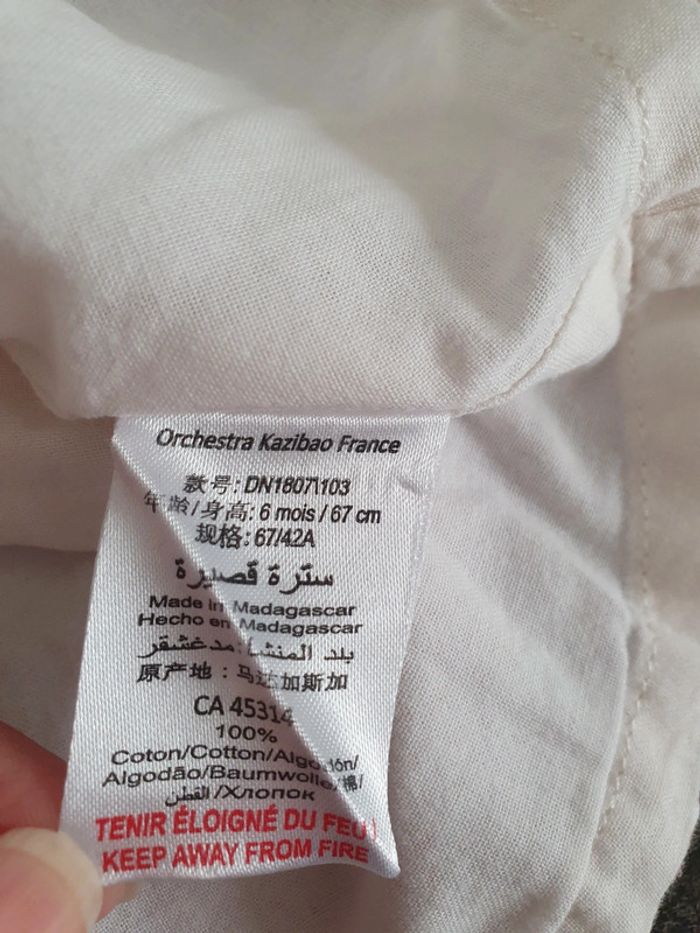 Orchestra Kazibao France
款号: DN1807\103
年龄/身高: 6 mois / 67 cm
规格: 67/42A
سترة قصيرة
Made in Madagascar
Hecho en Madagascar
بلد المنشأ: مدغشقر
原产地：马达加斯加
CA 45314
100%
Coton/Cotton/Algodón/
Algodão/Baumwolle/棉/
القطن/Хлопок
TENIR ÉLOIGNÉ DU FEU
KEEP AWAY FROM FIRE